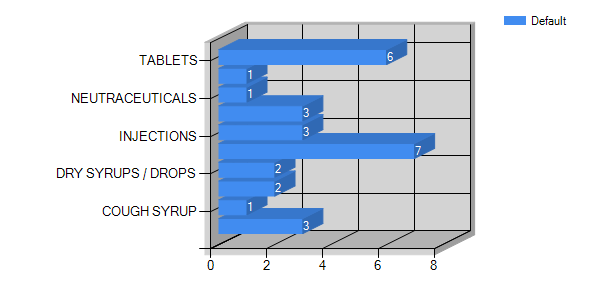 Default
TABLETS
6
1
NEUTRACEUTICALS
1
3
INJECTIONS
3
7
DRY SYRUPS / DROPS
2
2
COUGH SYRUP
1
3
0 2 4 6 8